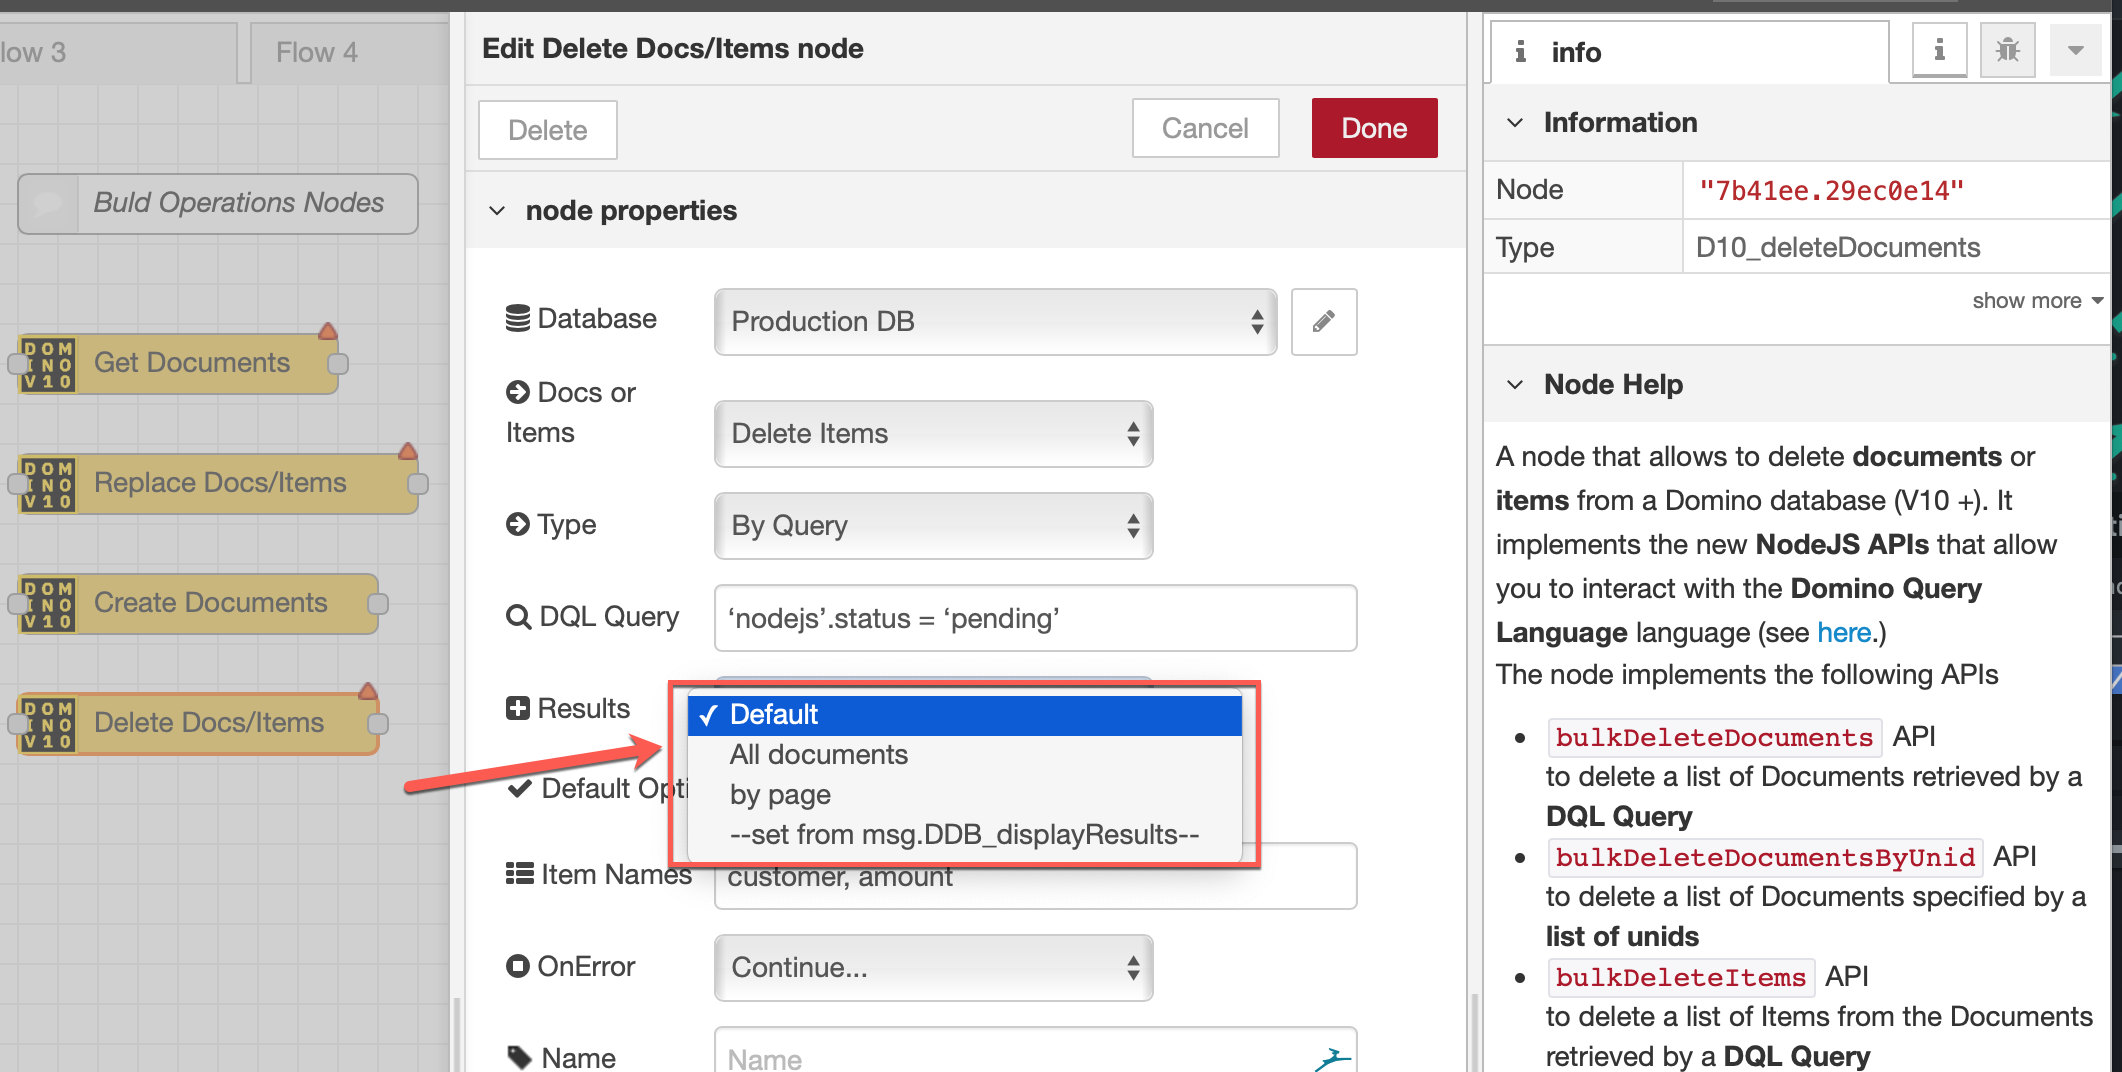 low 3
Flow 4
Buld Operations Nodes
DOM
INO
V10
Get Documents
DOM
INO
V10
Replace Docs/Items
DOM
INO
V10
Create Documents
DOM
INO
V10
Delete Docs/Items
Edit Delete Docs/Items node
Delete
Cancel
Done
node properties
Database
Production DB
Docs or
Items
Delete Items
Type
By Query
DQL Query
‘nodejs’.status = ‘pending’
Results
✓ Default
All documents
by page
--set from msg.DDB_displayResults--
Default Opti
Item Names
customer, amount
OnError
Continue...
Name
Name
info
Information
Node
"7b41ee.29ec0e14"
Type
D10_deleteDocuments
show more
Node Help
A node that allows to delete documents or
items from a Domino database (V10 +). It
implements the new NodeJS APIs that allow
you to interact with the Domino Query
Language language (see here.)
The node implements the following APIs
• bulkDeleteDocuments API
to delete a list of Documents retrieved by a
DQL Query
• bulkDeleteDocumentsByUnid API
to delete a list of Documents specified by a
list of unids
• bulkDeleteItems API
to delete a list of Items from the Documents
retrieved by a DQL Query